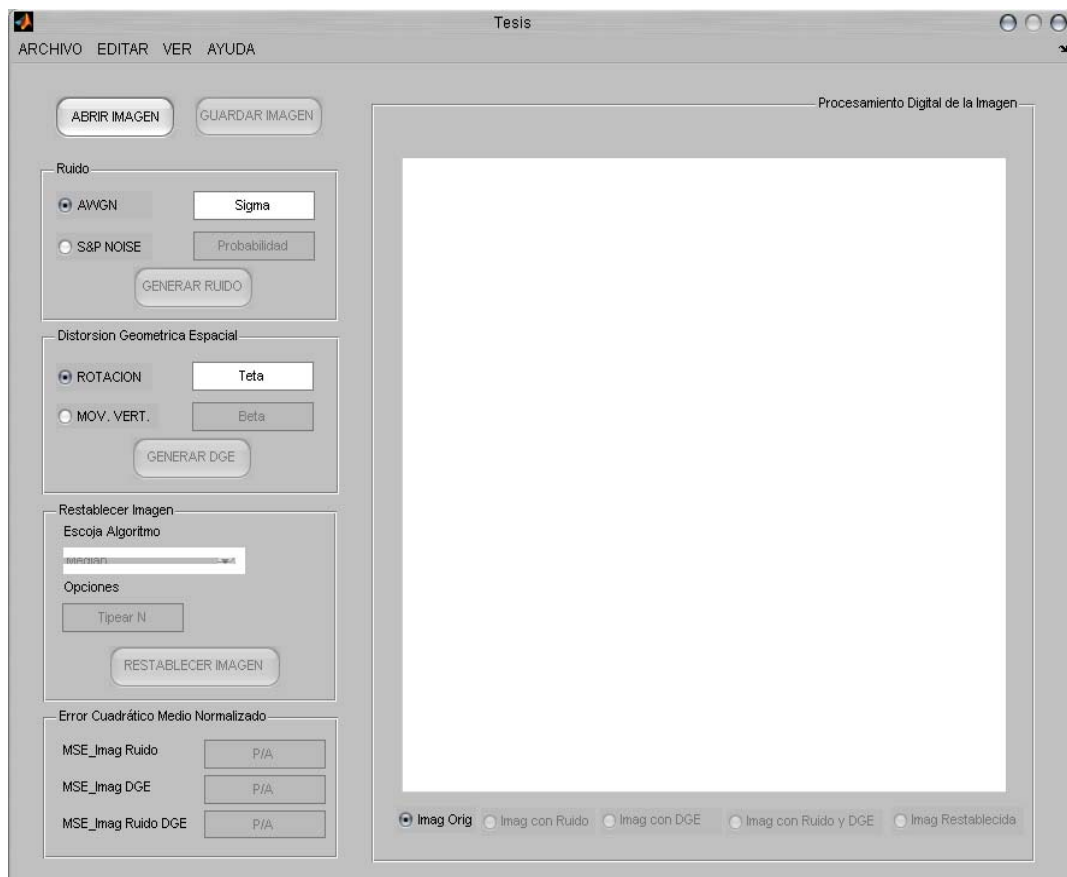 Tesis
ARCHIVO EDITAR VER AYUDA
ABRIR IMAGEN GUARDAR IMAGEN
Ruido
AWGN Sigma
S&P NOISE Probabilidad
GENERAR RUIDO
Distorsion Geometrica Espacial
ROTACION Teta
MOV. VERT. Beta
GENERAR DGE
Restablecer Imagen
Escoja Algoritmo
Median
Opciones
Tipear N
RESTABLECER IMAGEN
Error Cuadrático Medio Normalizado
MSE_Imag Ruido P/A
MSE_Imag DGE P/A
MSE_Imag Ruido DGE P/A
Procesamiento Digital de la Imagen
Imag Orig Imag con Ruido Imag con DGE Imag con Ruido y DGE Imag Restablecida